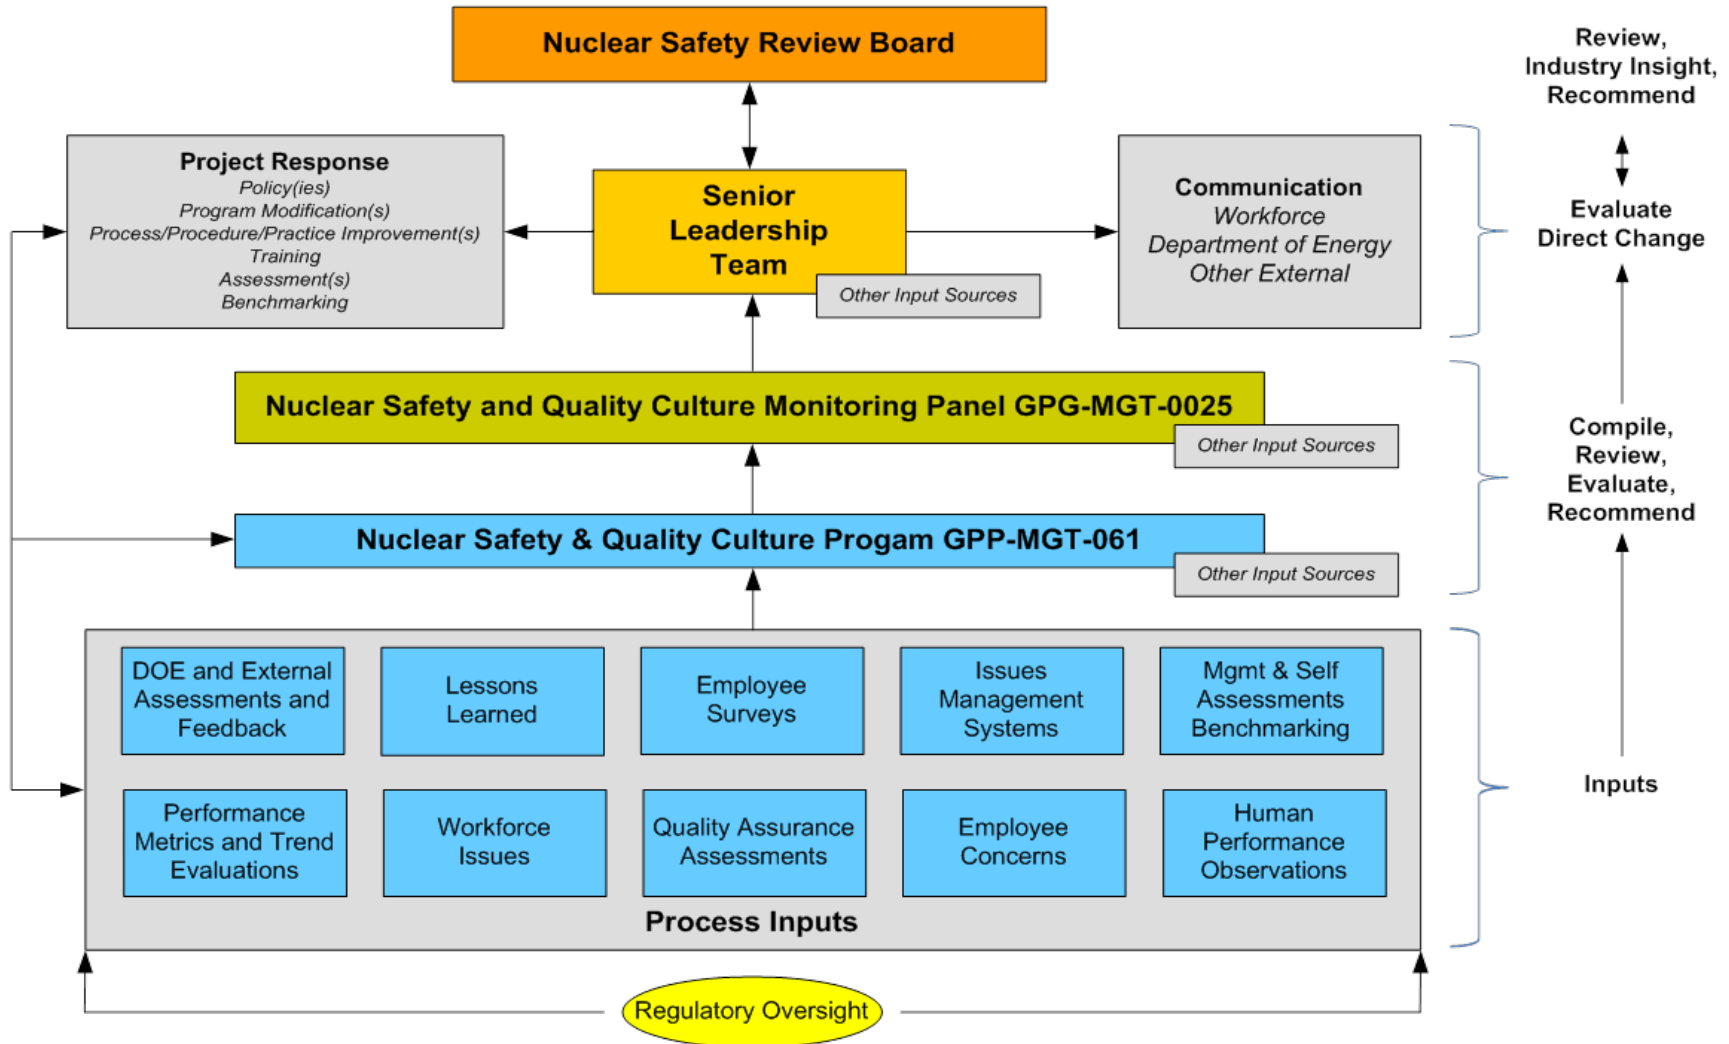 Nuclear Safety Review Board
Review,
Industry Insight,
Recommend
Project Response
Policy(ies)
Program Modification(s)
Process/Procedure/Practice Improvement(s)
Training
Assessment(s)
Benchmarking
Senior
Leadership
Team
Other Input Sources
Communication
Workforce
Department of Energy
Other External
Evaluate
Direct Change
Nuclear Safety and Quality Culture Monitoring Panel GPG-MGT-0025
Other Input Sources
Compile,
Review,
Evaluate,
Recommend
Nuclear Safety & Quality Culture Progam GPP-MGT-061
Other Input Sources
DOE and External
Assessments and
Feedback
Lessons
Learned
Employee
Surveys
Issues
Management
Systems
Mgmt & Self
Assessments
Benchmarking
Inputs
Performance
Metrics and Trend
Evaluations
Workforce
Issues
Quality Assurance
Assessments
Employee
Concerns
Human
Performance
Observations
Process Inputs
Regulatory Oversight